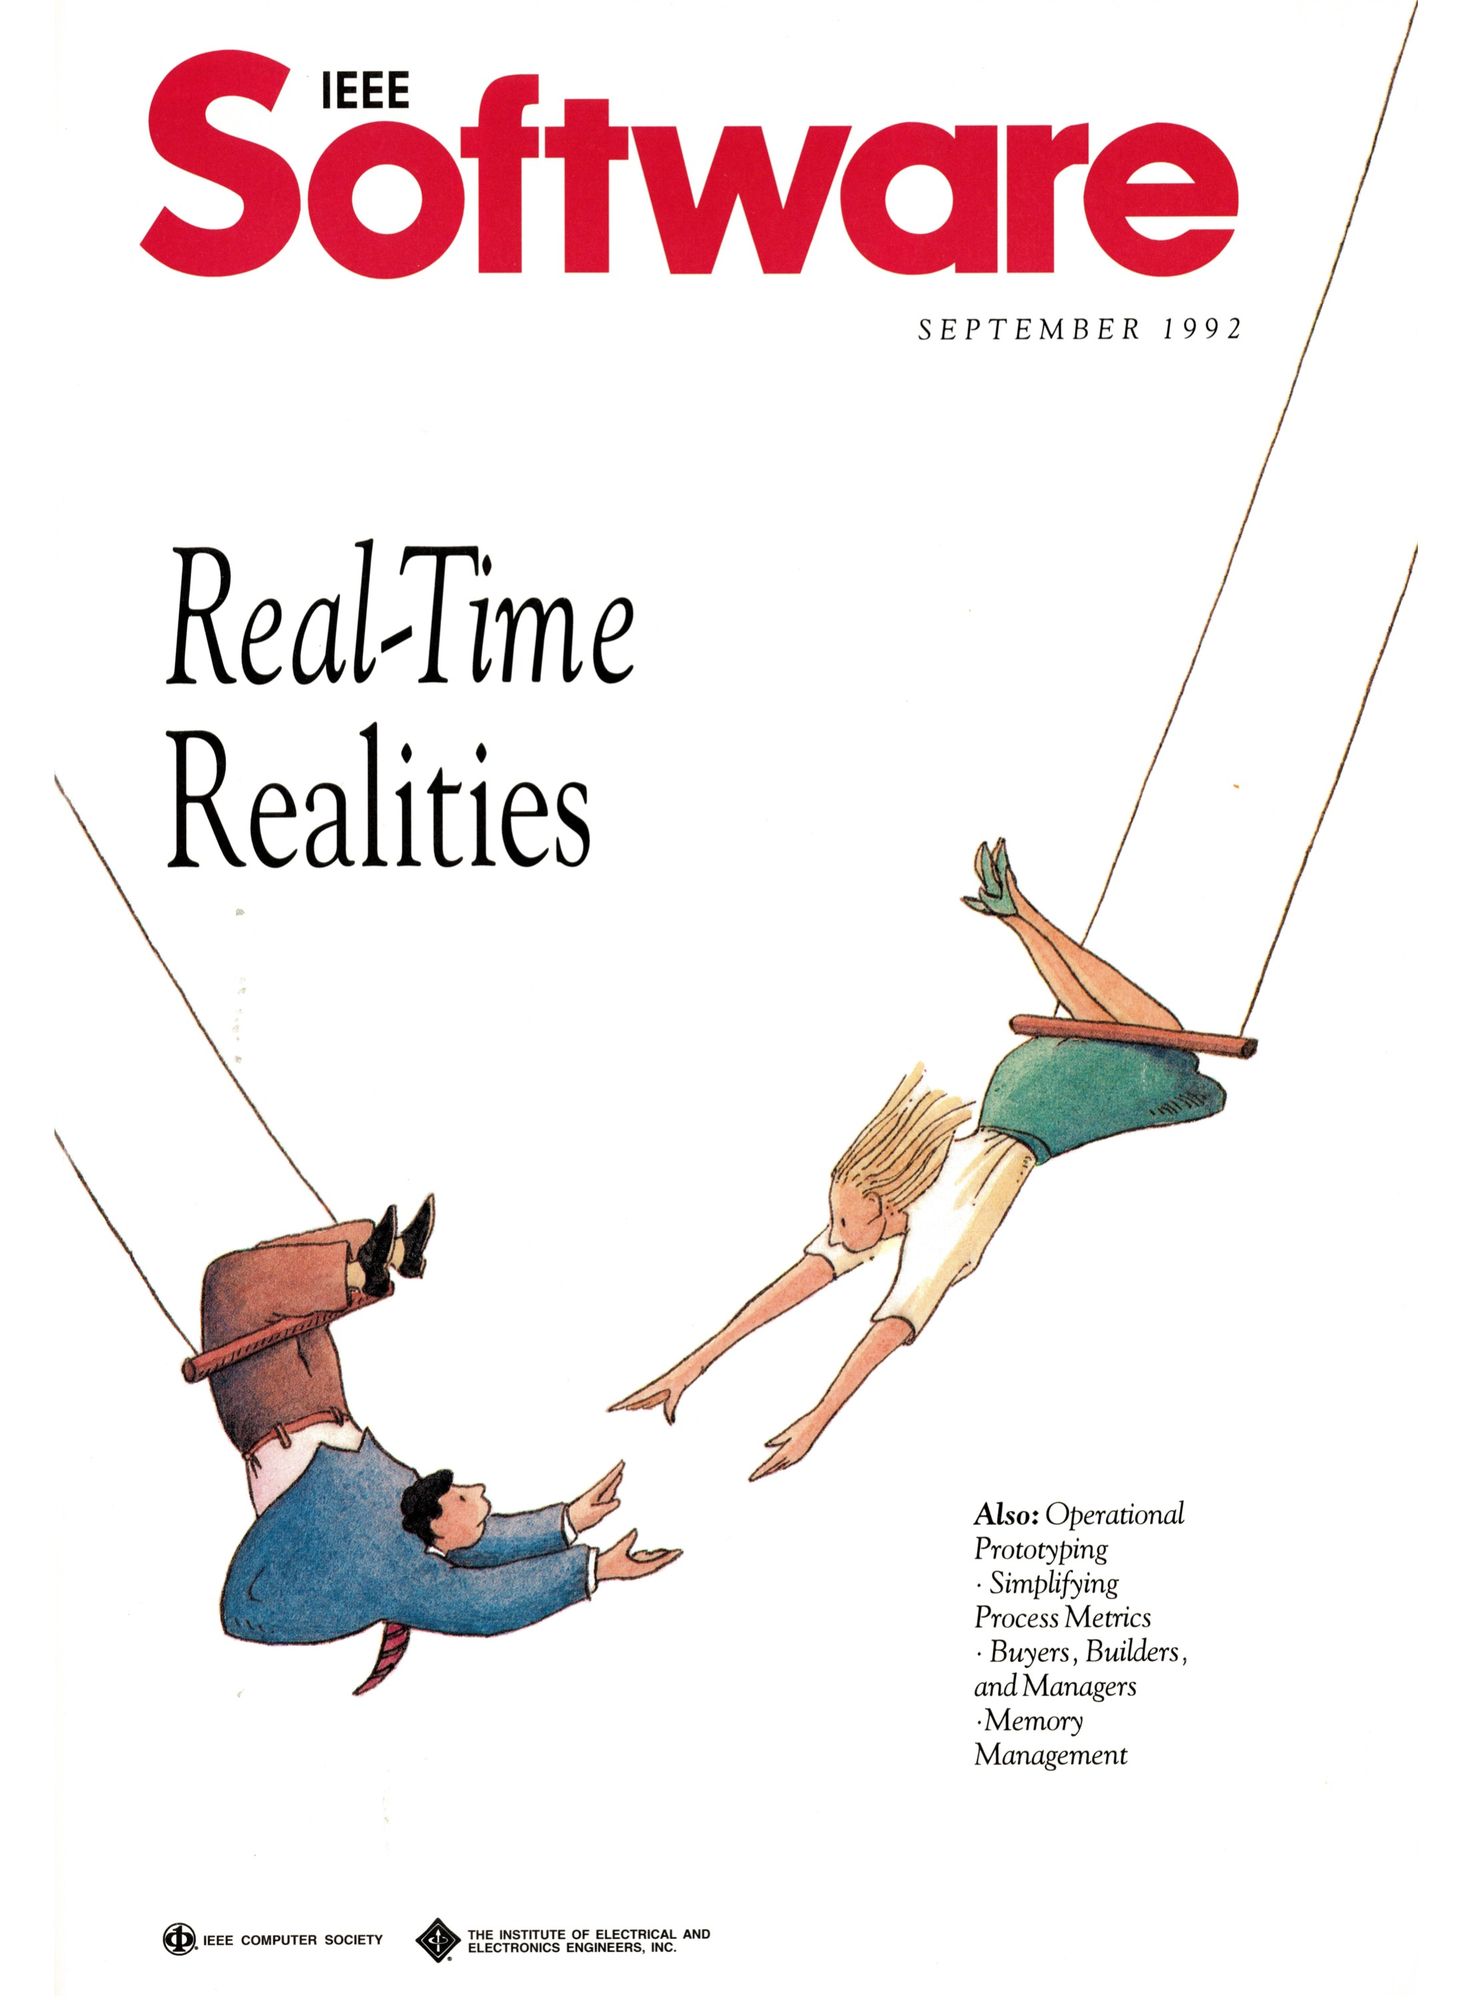 IEEE
Software
SEPTEMBER 1992
Real-Time
Realities
Also: Operational
Prototyping
· Simplifying
Process Metrics
· Buyers, Builders,
and Managers
·Memory
Management
IEEE COMPUTER SOCIETY
THE INSTITUTE OF ELECTRICAL AND
ELECTRONICS ENGINEERS, INC.